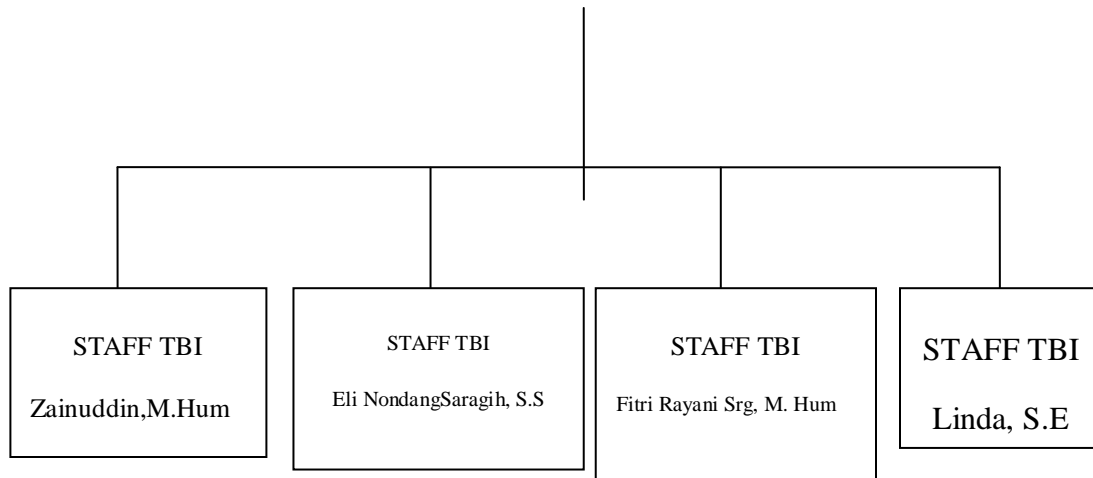 STAFF TBI
Zainuddin,M.Hum
STAFF TBI
Eli NondangSaragih, S.S
STAFF TBI
Fitri Rayani Srg, M. Hum
STAFF TBI
Linda, S.E